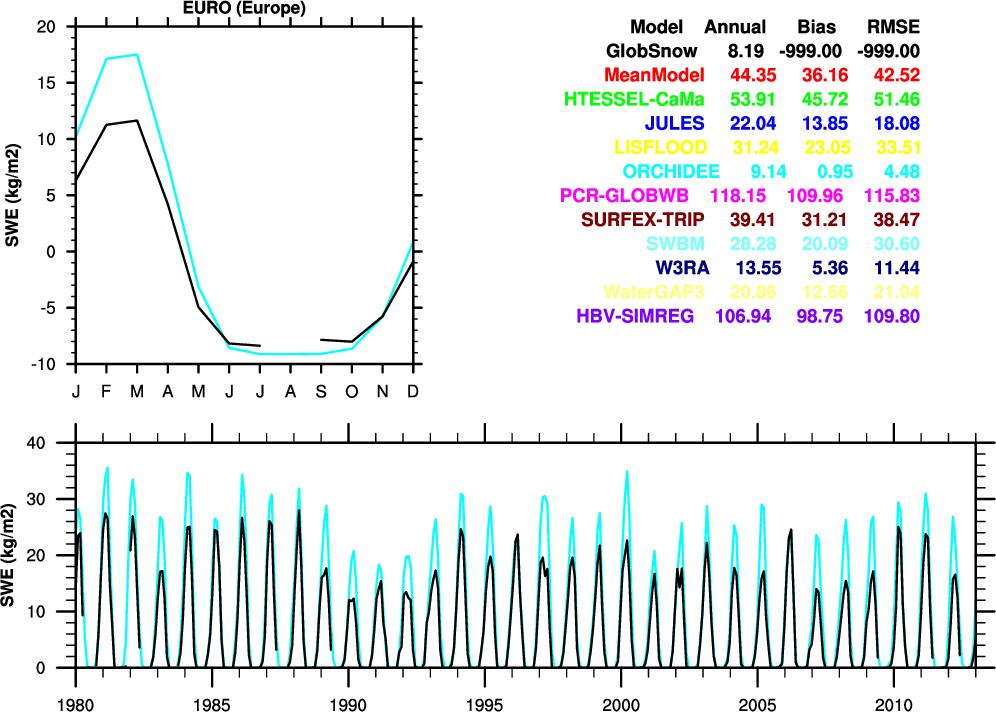 EURO (Europe)
20
15
10
5
0
-5
-10
SWE (kg/m2)
J F M A M J J A S O N D
Model Annual Bias RMSE
GlobSnow 8.19 -999.00 -999.00
MeanModel 44.35 36.16 42.52
HTESSEL-CaMa 53.91 45.72 51.46
JULES 22.04 13.85 18.08
LISFLOOD 31.24 23.05 33.51
ORCHIDEE 9.14 0.95 4.48
PCR-GLOBWB 118.15 109.96 115.83
SURFEX-TRIP 39.41 31.21 38.47
SWBM 28.28 20.09 30.60
W3RA 13.55 5.36 11.44
WaterGAP3 20.86 12.66 21.04
HBV-SIMREG 106.94 98.75 109.80
40
30
20
10
0
SWE (kg/m2)
1980 1985 1990 1995 2000 2005 2010